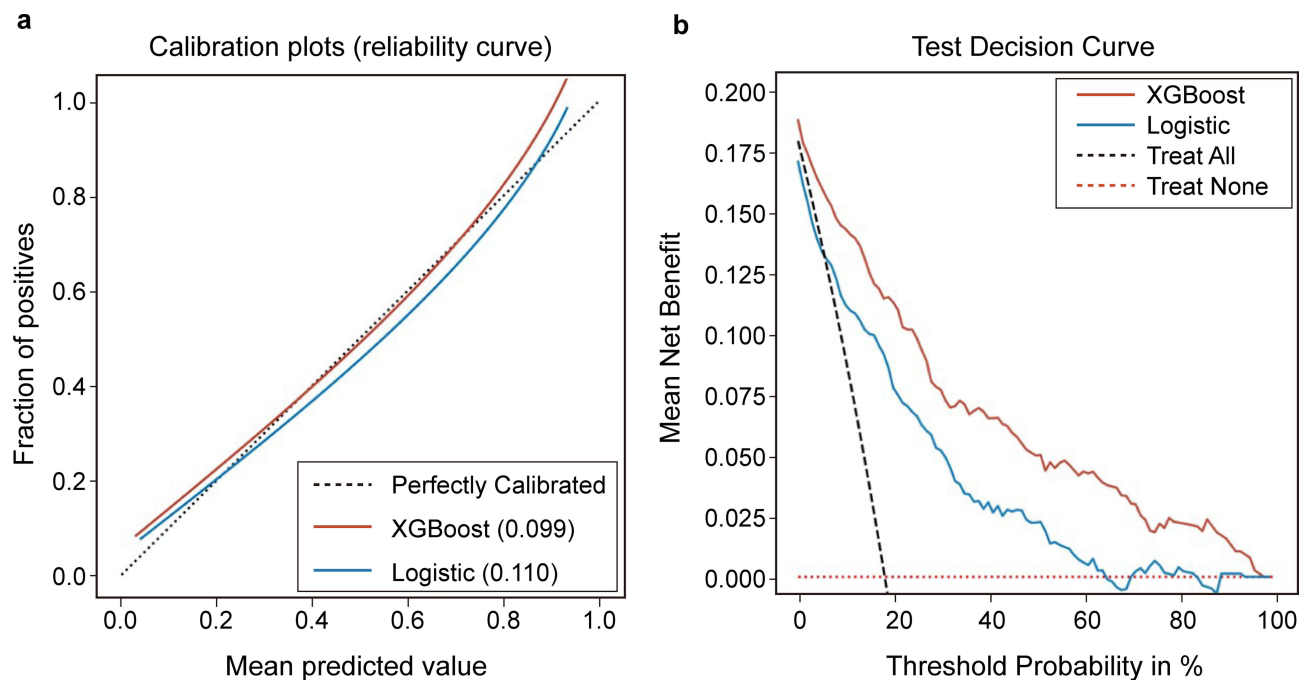 a
Calibration plots (reliability curve)
Fraction of positives
1.0
0.8
0.6
0.4
0.2
0.0
Perfectly Calibrated
XGBoost (0.099)
Logistic (0.110)
0.0 0.2 0.4 0.6 0.8 1.0
Mean predicted value
b
Test Decision Curve
Mean Net Benefit
0.200
0.175
0.150
0.125
0.100
0.075
0.050
0.025
0.000
XGBoost
Logistic
Treat All
Treat None
0 20 40 60 80 100
Threshold Probability in %